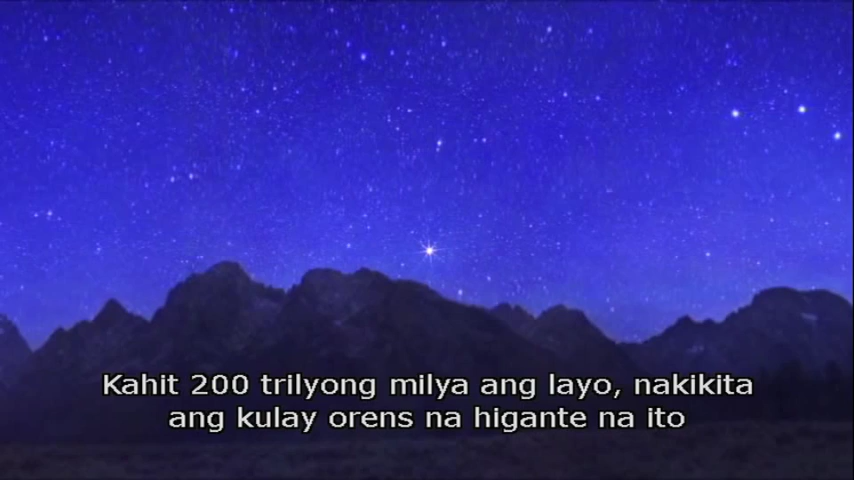 Kahit 200 trilyong milya ang layo, nakikita
ang kulay orens na higante na ito